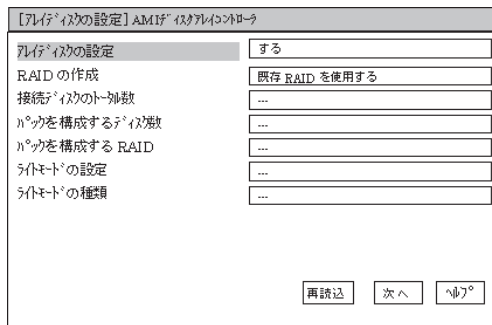 [アレイディスクの設定] AMIディスクアレイコントローラ
アレイディスクの設定 する
RAID の作成 既存 RAID を使用する
接続ディスクのトータル数 ---
パックを構成するディスク数 ---
パックを構成する RAID ---
ライトモードの設定 ---
ライトモードの種類 ---
再読込 次へ ヘルプ